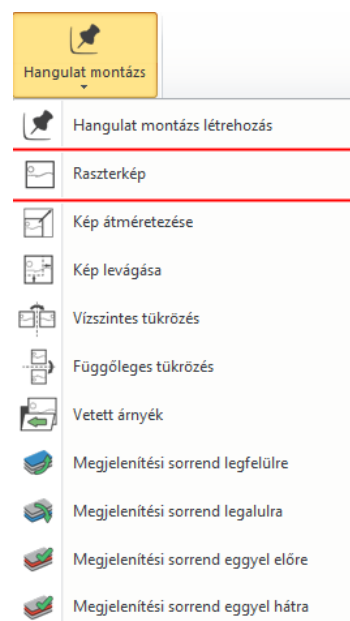 Hangulat montázs
Hangulat montázs létrehozás
Raszterkép
Kép átméretezése
Kép levágása
Vízszintes tükrözés
Függőleges tükrözés
Vetett árnyék
Megjelenítési sorrend legfelülre
Megjelenítési sorrend legalulra
Megjelenítési sorrend eggyel előre
Megjelenítési sorrend eggyel hátra